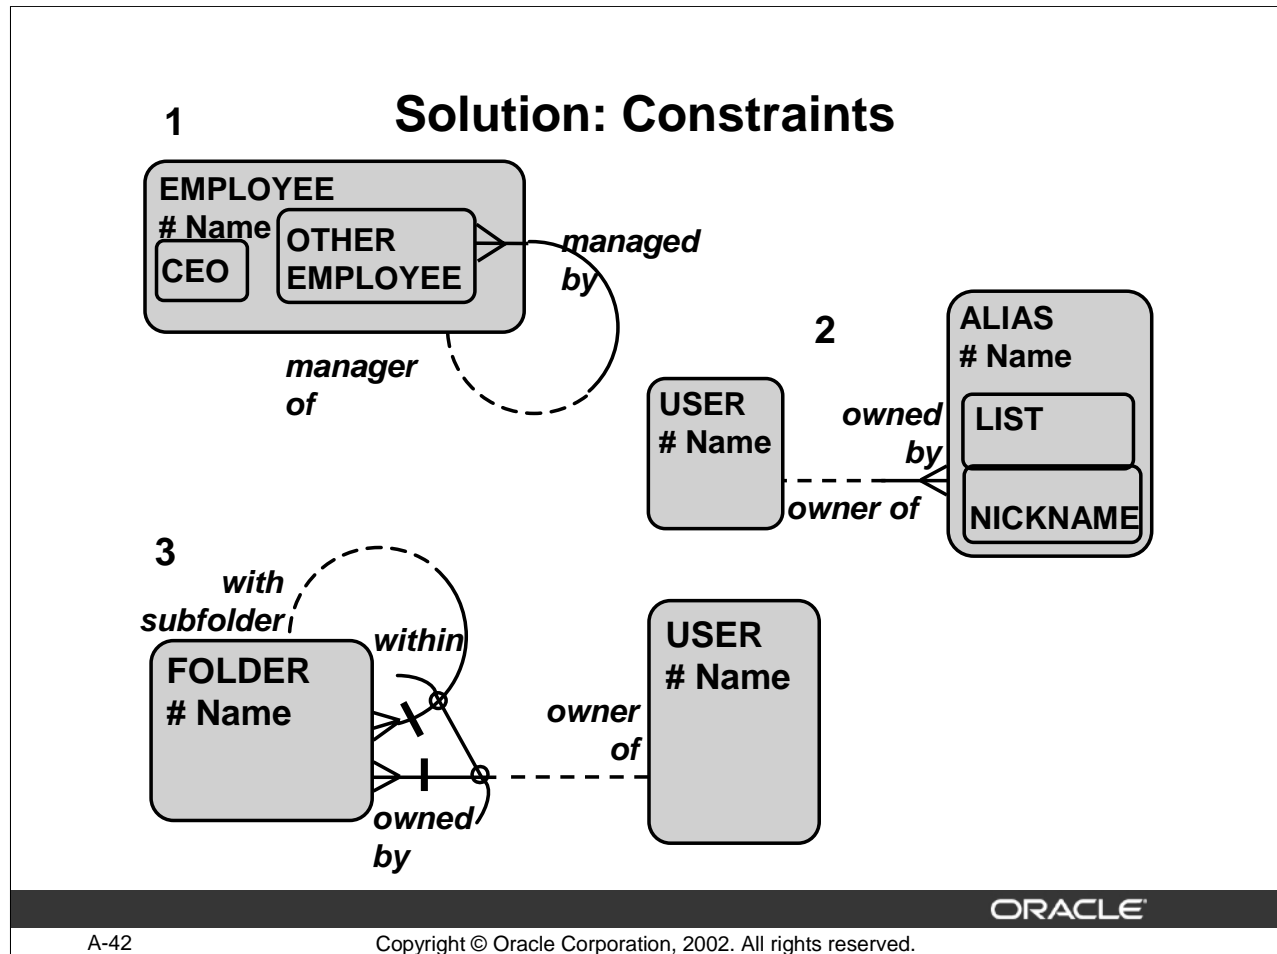 Solution: Constraints
1
EMPLOYEE
# Name
CEO
OTHER
EMPLOYEE
managed
by
manager
of
2
ALIAS
# Name
LIST
NICKNAME
USER
# Name
owned
by
owner of
3
with
subfolder
within
FOLDER
# Name
owned
by
owner
of
USER
# Name
ORACLE®
A-42
Copyright © Oracle Corporation, 2002. All rights reserved.